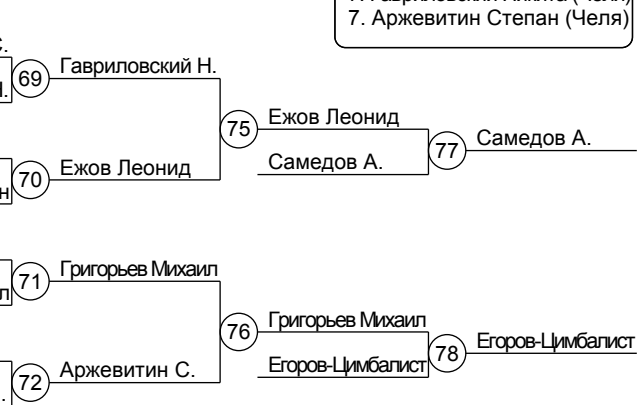 7. Аржевитин Степан (Челя)
69 Гавриловский Н.
75 Ежов Леонид
77 Самедов А.
Самедов А.
70 Ежов Леонид
71 Григорьев Михаил
76 Григорьев Михаил
78 Егоров-Цимбалист
Егоров-Цимбалист
72 Аржевитин С.